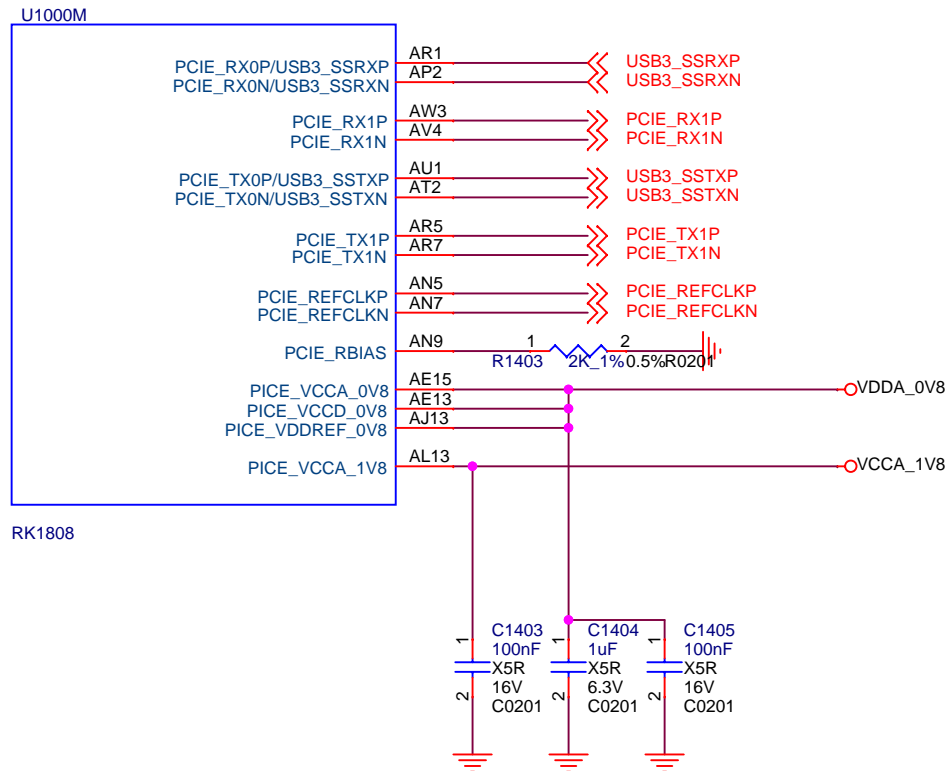 U1000M
PCIE_RX0P/USB3_SSRXP AR1 USB3_SSRXP
PCIE_RX0N/USB3_SSRXN AP2 USB3_SSRXN
PCIE_RX1P AW3 PCIE_RX1P
PCIE_RX1N AV4 PCIE_RX1N
PCIE_TX0P/USB3_SSTXP AU1 USB3_SSTXP
PCIE_TX0N/USB3_SSTXN AT2 USB3_SSTXN
PCIE_TX1P AR5 PCIE_TX1P
PCIE_TX1N AR7 PCIE_TX1N
PCIE_REFCLKP AN5 PCIE_REFCLKP
PCIE_REFCLKN AN7 PCIE_REFCLKN
PCIE_RBIAS AN9 1 2
R1403 2K_1% 0.5% R0201
PICE_VCCA_0V8 AE15 VDDA_0V8
PICE_VCCD_0V8 AE13
PICE_VDDREF_0V8 AJ13
PICE_VCCA_1V8 AL13 VCCA_1V8
RK1808
1 C1403 1 C1404 1 C1405
100nF 1uF 100nF
X5R X5R X5R
2 16V 2 6.3V 2 16V
C0201 C0201 C0201